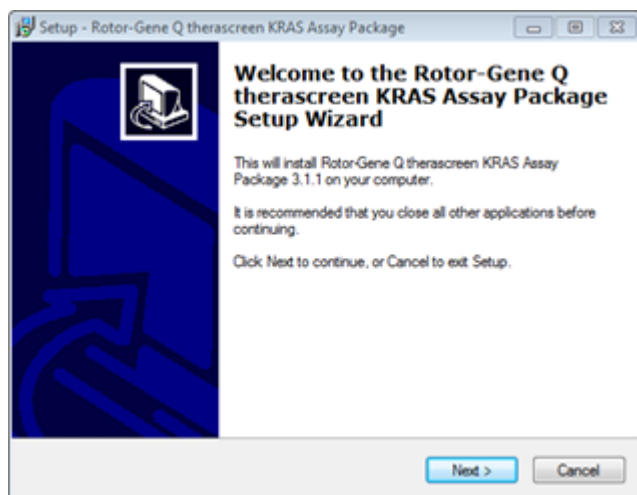 Setup - Rotor-Gene Q therascreen KRAS Assay Package
Welcome to the Rotor-Gene Q
therascreen KRAS Assay Package
Setup Wizard
This will install Rotor-Gene Q therascreen KRAS Assay
Package 3.1.1 on your computer.
It is recommended that you close all other applications before
continuing.
Click Next to continue, or Cancel to exit Setup.
Next >
Cancel